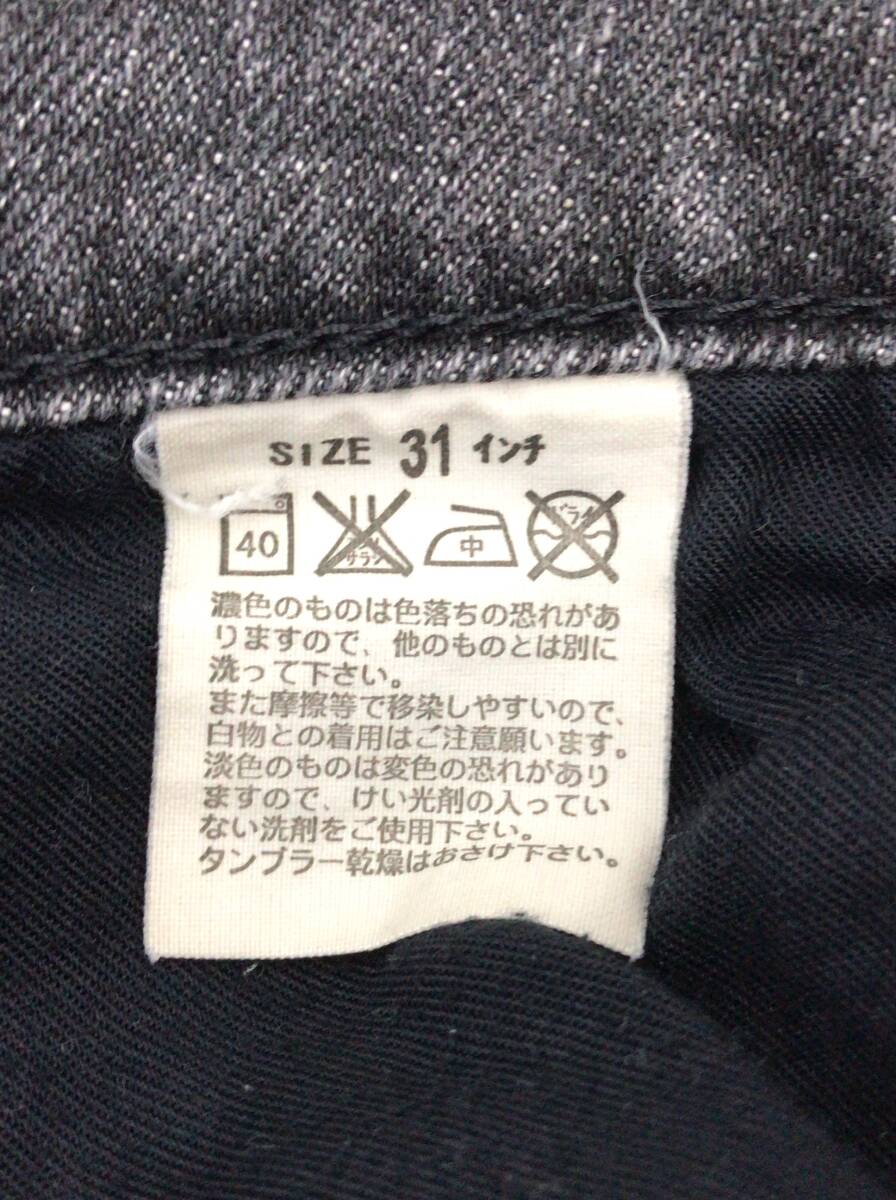 SIZE 31 インチ
40 サラシ 中 ドライ
濃色のものは色落ちの恐れがあ
りますので、他のものとは別に
洗って下さい。
また摩擦等で移染しやすいので、
白物との着用はご注意願います。
淡色のものは変色の恐れがあり
ますので、けい光剤の入ってい
ない洗剤をご使用下さい。
タンブラー乾燥はおさけ下さい。